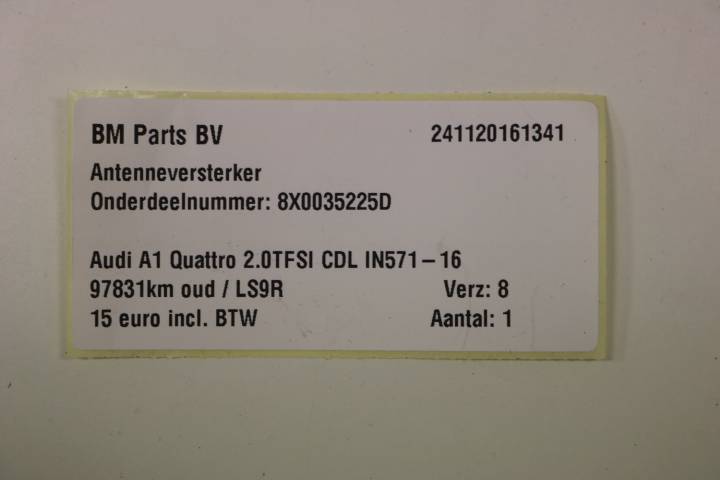 BM Parts BV 241120161341
Antenneversterker
Onderdeelnummer: 8X0035225D
Audi A1 Quattro 2.0TFSI CDL IN571-16
97831km oud / LS9R Verz: 8
15 euro incl. BTW Aantal: 1